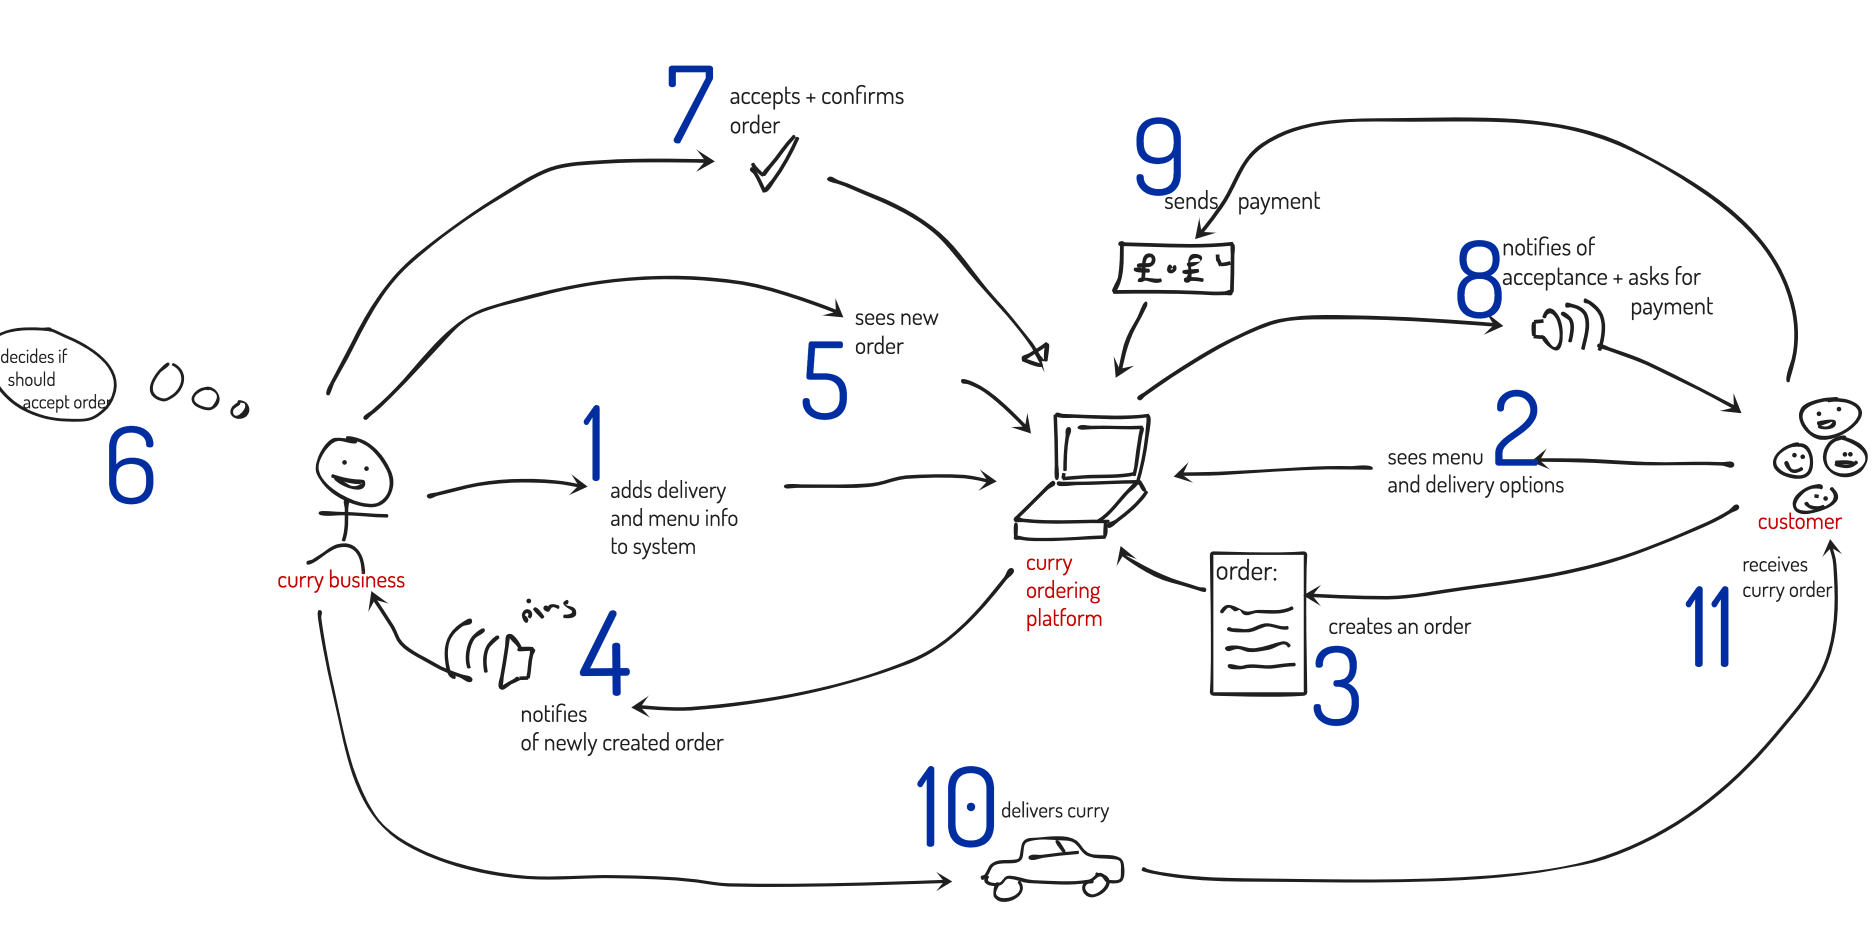 7
accepts + confirms
order
9
sends payment
£ £
8
notifies of
acceptance + asks for
payment
sees new
order
5
decides if
should
accept order
6
1
adds delivery
and menu info
to system
2
sees menu
and delivery options
customer
curry business
curry
ordering
platform
order:
creates an order
3
11
receives
curry order
4
notifies
of newly created order
10
delivers curry